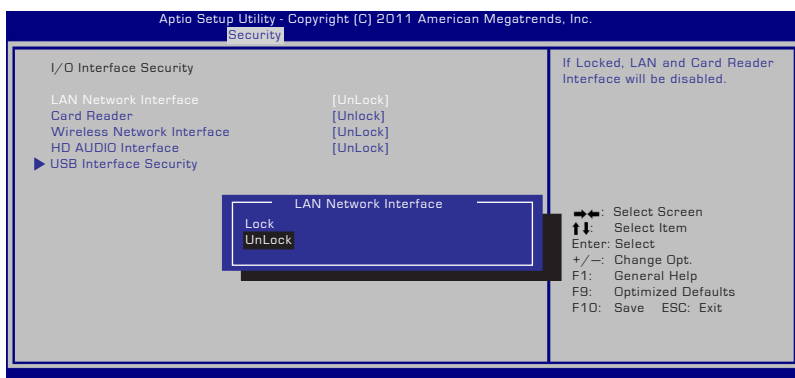 Aptio Setup Utility - Copyright (C) 2011 American Megatrends, Inc.
Security
I/O Interface Security
LAN Network Interface [UnLock]
Card Reader [Unlock]
Wireless Network Interface [UnLock]
HD AUDIO Interface [UnLock]
USB Interface Security
If Locked, LAN and Card Reader
Interface will be disabled.
LAN Network Interface
Lock
UnLock
→←: Select Screen
↑↓: Select Item
Enter: Select
+/—: Change Opt.
F1: General Help
F9: Optimized Defaults
F10: Save ESC: Exit